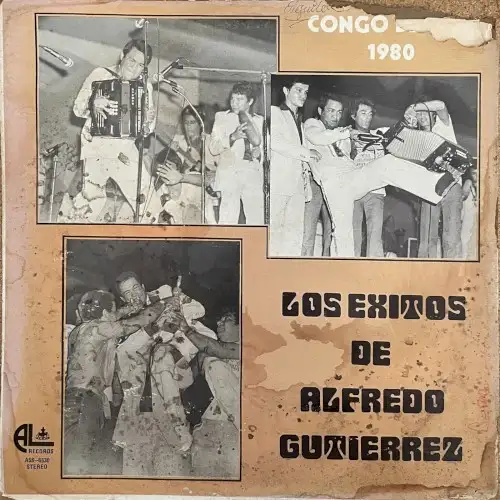 CONGO
1980
LOS EXITOS
DE
ALFREDO
GUTIERREZ
AL
RECORDS
STEREO